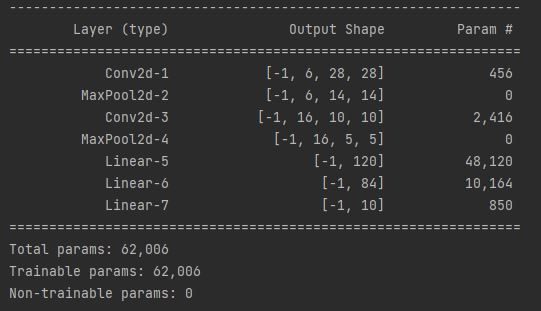 ----------------------------------------------------------------
        Layer (type)               Output Shape         Param #
================================================================
            Conv2d-1            [-1, 6, 28, 28]             456
         MaxPool2d-2            [-1, 6, 14, 14]               0
            Conv2d-3           [-1, 16, 10, 10]           2,416
         MaxPool2d-4             [-1, 16, 5, 5]               0
            Linear-5                  [-1, 120]          48,120
            Linear-6                   [-1, 84]          10,164
            Linear-7                   [-1, 10]             850
================================================================
Total params: 62,006
Trainable params: 62,006
Non-trainable params: 0